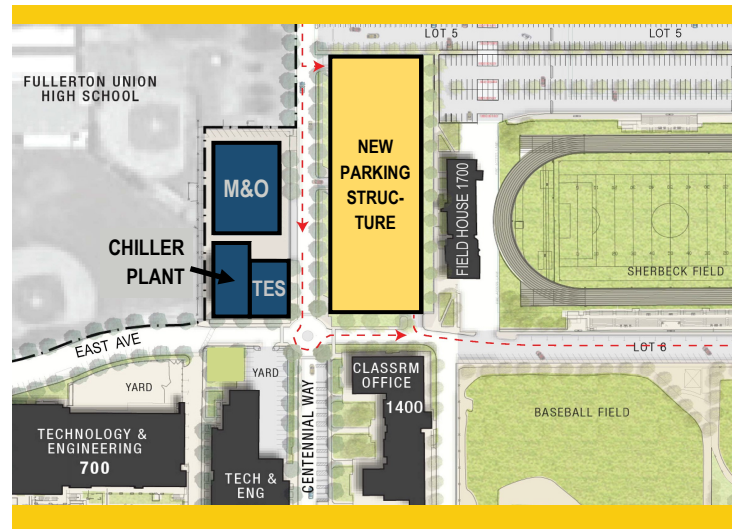 LOT 5
LOT 5
FULLERTON UNION
HIGH SCHOOL
NEW
PARKING
STRUC-
TURE
M&O
CHILLER
PLANT
TES
FIELD HOUSE 1700
SHERBECK FIELD
EAST AVE
LOT 6
YARD
YARD
CENTENNIAL WAY
CLASSRM
OFFICE
1400
BASEBALL FIELD
TECHNOLOGY &
ENGINEERING
700
TECH &
ENG